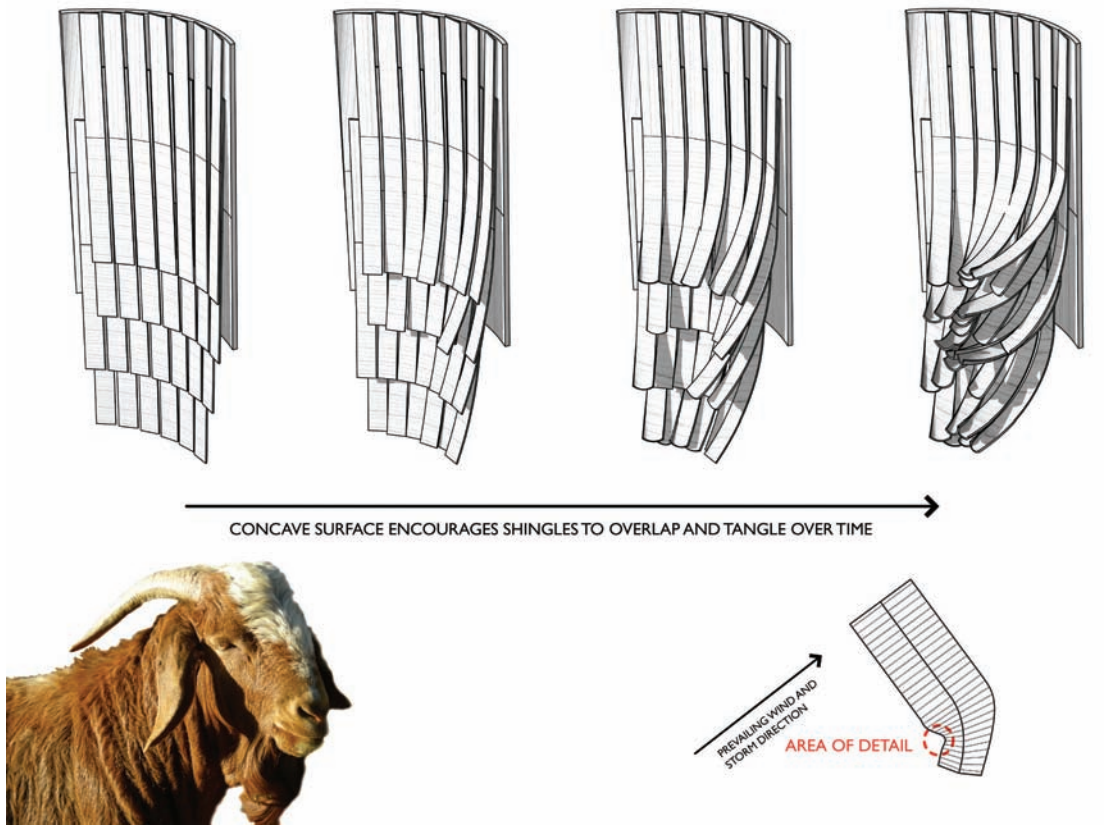 CONCAVE SURFACE ENCOURAGES SHINGLES TO OVERLAP AND TANGLE OVER TIME
PREVAILING WIND AND
STORM DIRECTION
AREA OF DETAIL